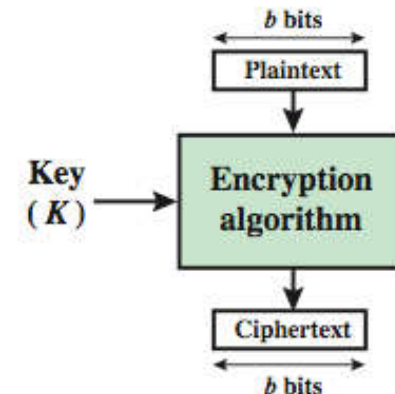 b bits
Plaintext
Key
(K)
Encryption
algorithm
Ciphertext
b bits